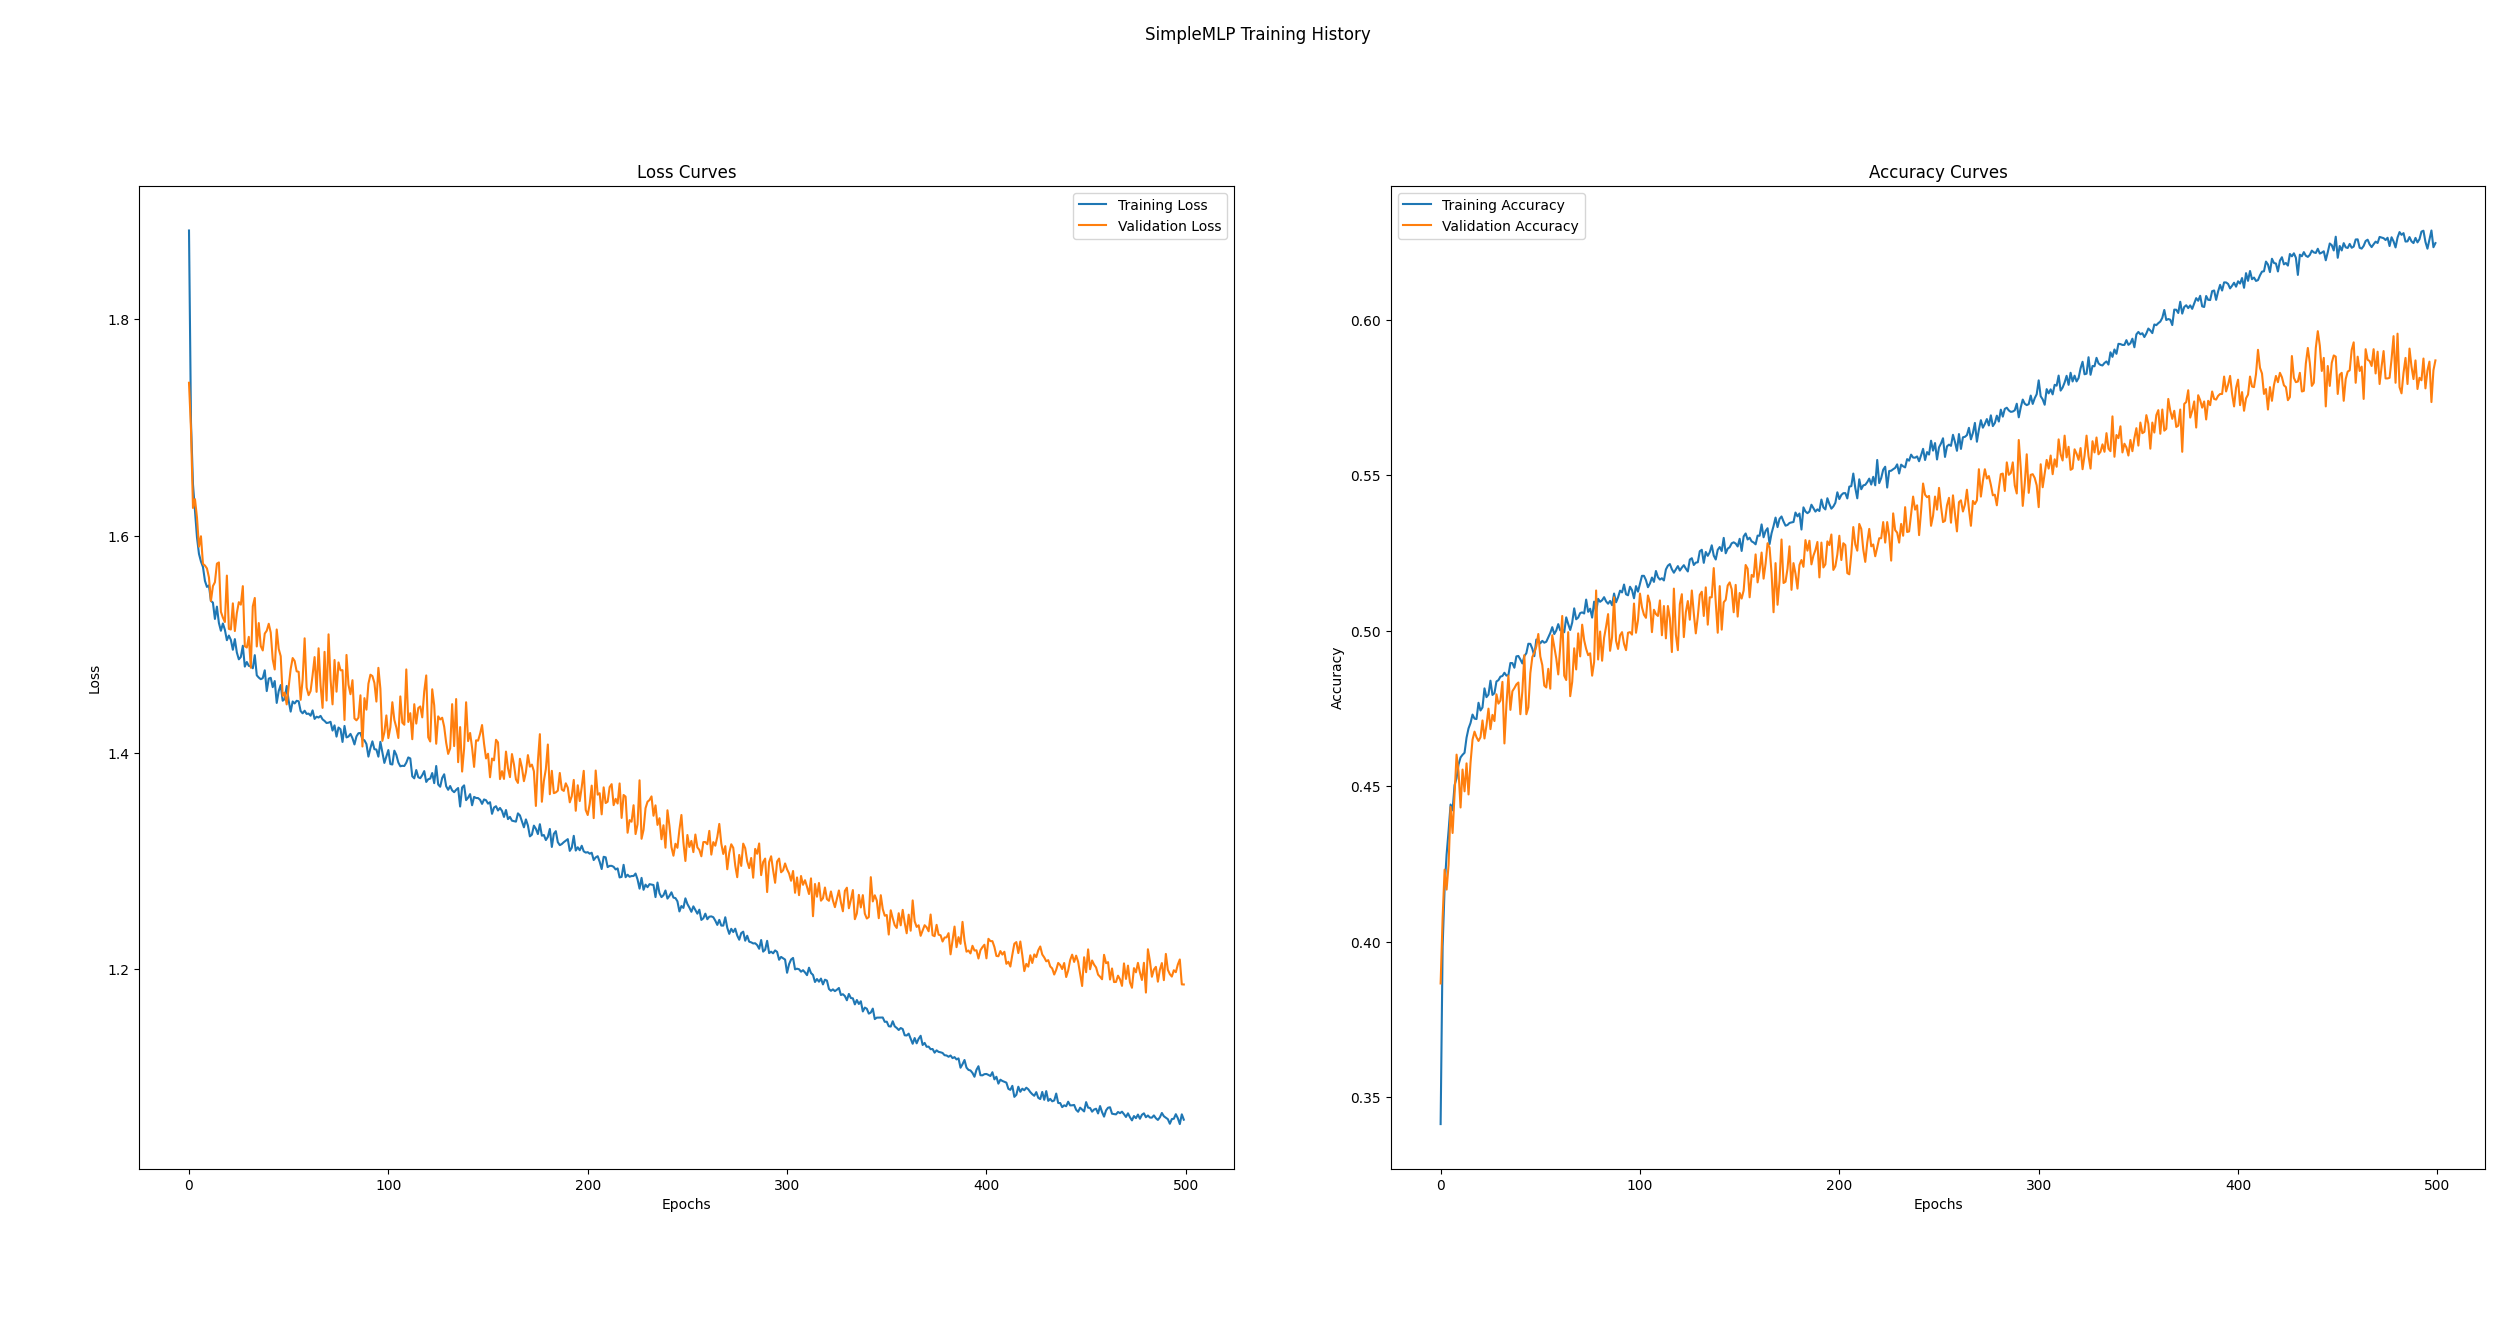 SimpleMLP Training History
Loss Curves
Training Loss
Validation Loss
Loss
1.8
1.6
1.4
1.2
0
100
200
300
400
500
Epochs
Accuracy Curves
Training Accuracy
Validation Accuracy
Accuracy
0.60
0.55
0.50
0.45
0.40
0.35
0
100
200
300
400
500
Epochs